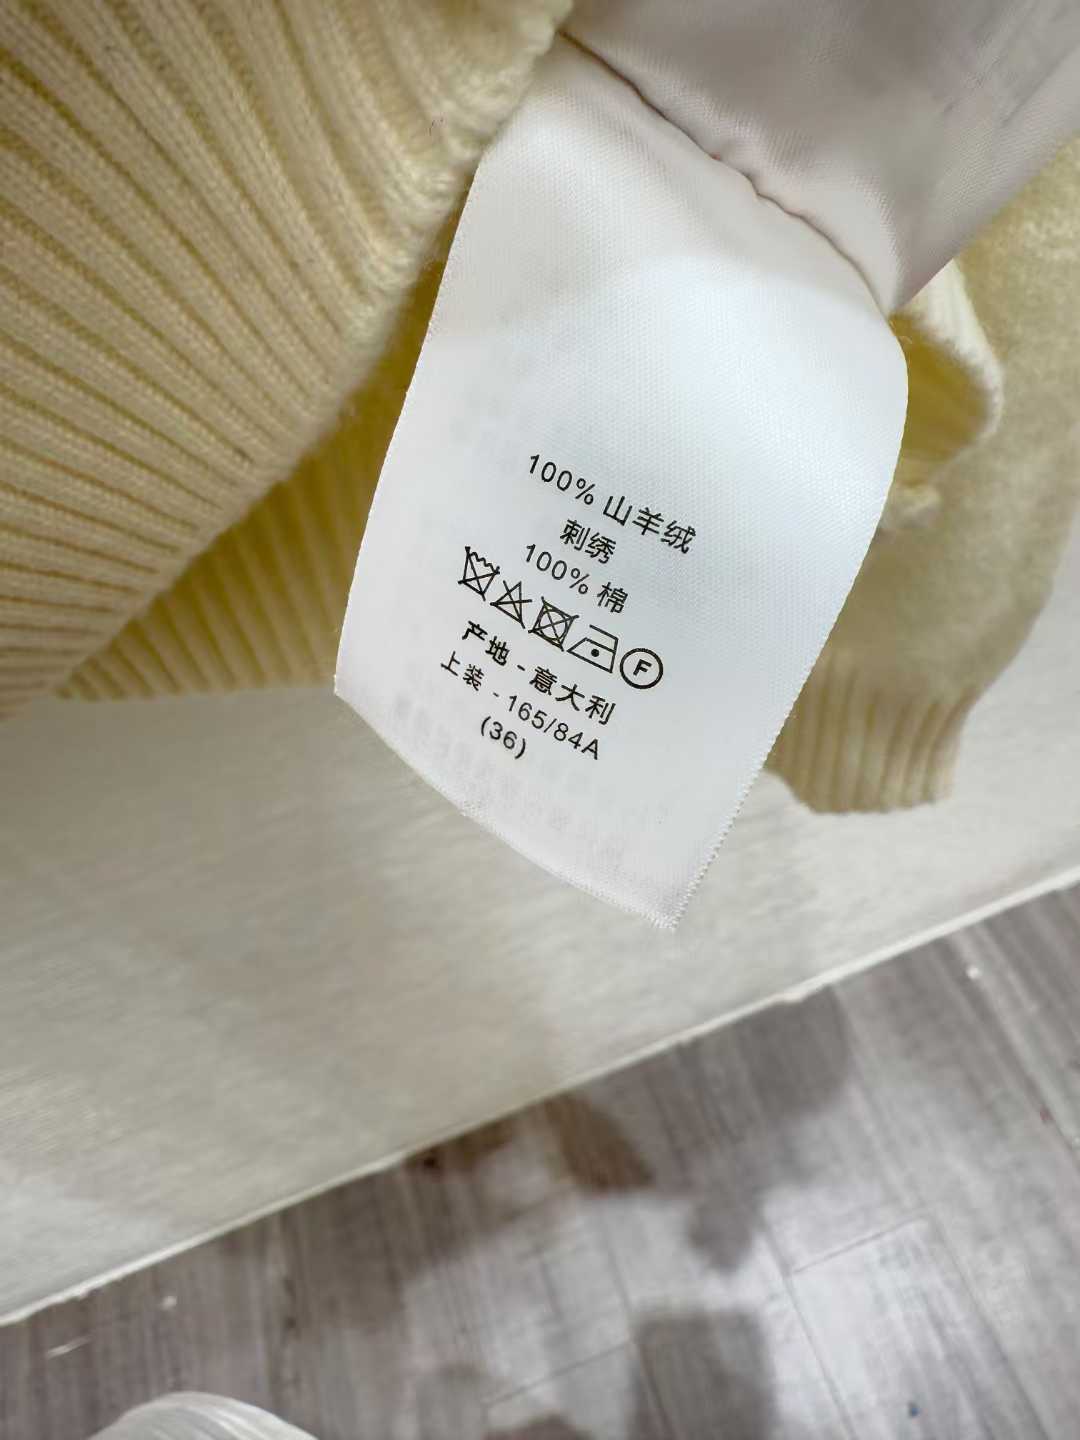 100% 山羊绒
刺绣
100% 棉
F
产地 - 意大利
上装 - 165/84A
(36)